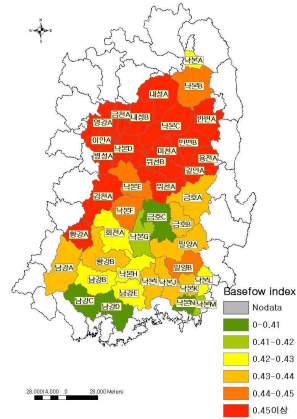 낙본A
낙본B
내성A
금천A
내성B
반변A
영강A
낙본C
이안A
낙본D
반변B
병성A
미천A
위천B
용전A
길안A
감천A
낙본E
위천A
금호A
낙본F
금호C
황강A
회천A
낙본G
금호B
밀양A
남강A
황강B
낙본H
밀양B
남강B
낙본I
낙본J
낙본K
낙본L
남강C
남강E
남강D
낙본N
낙본M
Basefow index
Nodata
0-0.41
0.41-0.42
0.42-0.43
0.43-0.44
0.44-0.45
0.45이상
28,000
14,000
0
28,000 Meters